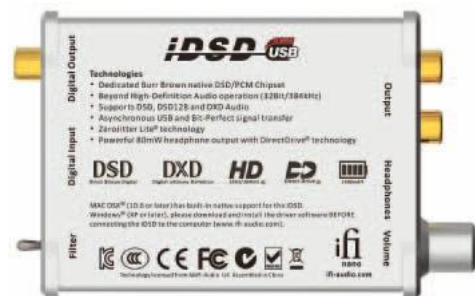 iDSD USB
Digital Output
Digital Input
Filter
Output
Headphones
Volume
Technologies
• Dedicated Burr Brown native DSD/PCM Chipset
• Beyond High-Definition Audio operation (32Bit/384kHz)
• Supports DSD, DSD128 and DXD Audio
• Asynchronous USB and Bit-Perfect signal transfer
• ZeroJitter Lite® technology
• Powerful 80mW headphone output with DirectDrive® technology
DSD DXD HD
Direct Stream Digital
MAC OSX® (10.6 or later) has built-in native support for the iDSD.
Windows® (XP or later), please download and install the driver software BEFORE
connecting the iDSD to the computer (www.ifi-audio.com).
CE FC
ifi
nano
ifi-audio.com
Technology licensed from AMR-Audio, UK. Assembled in China